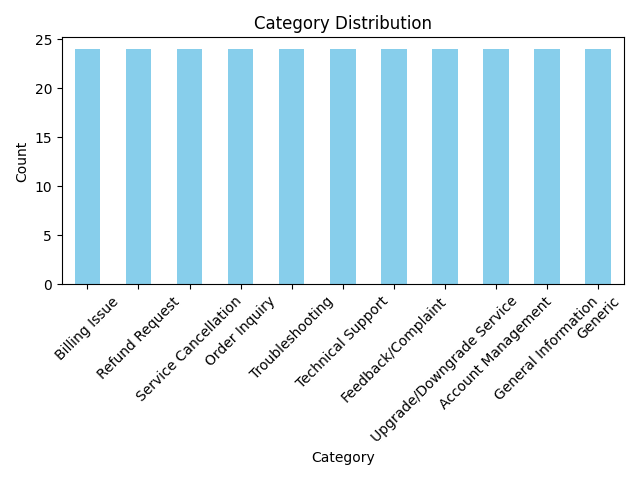 Category Distribution
25
20
15
10
5
0
Count
Billing Issue
Refund Request
Service Cancellation
Order Inquiry
Troubleshooting
Technical Support
Feedback/Complaint
Upgrade/Downgrade Service
Account Management
General Information
Generic
Category